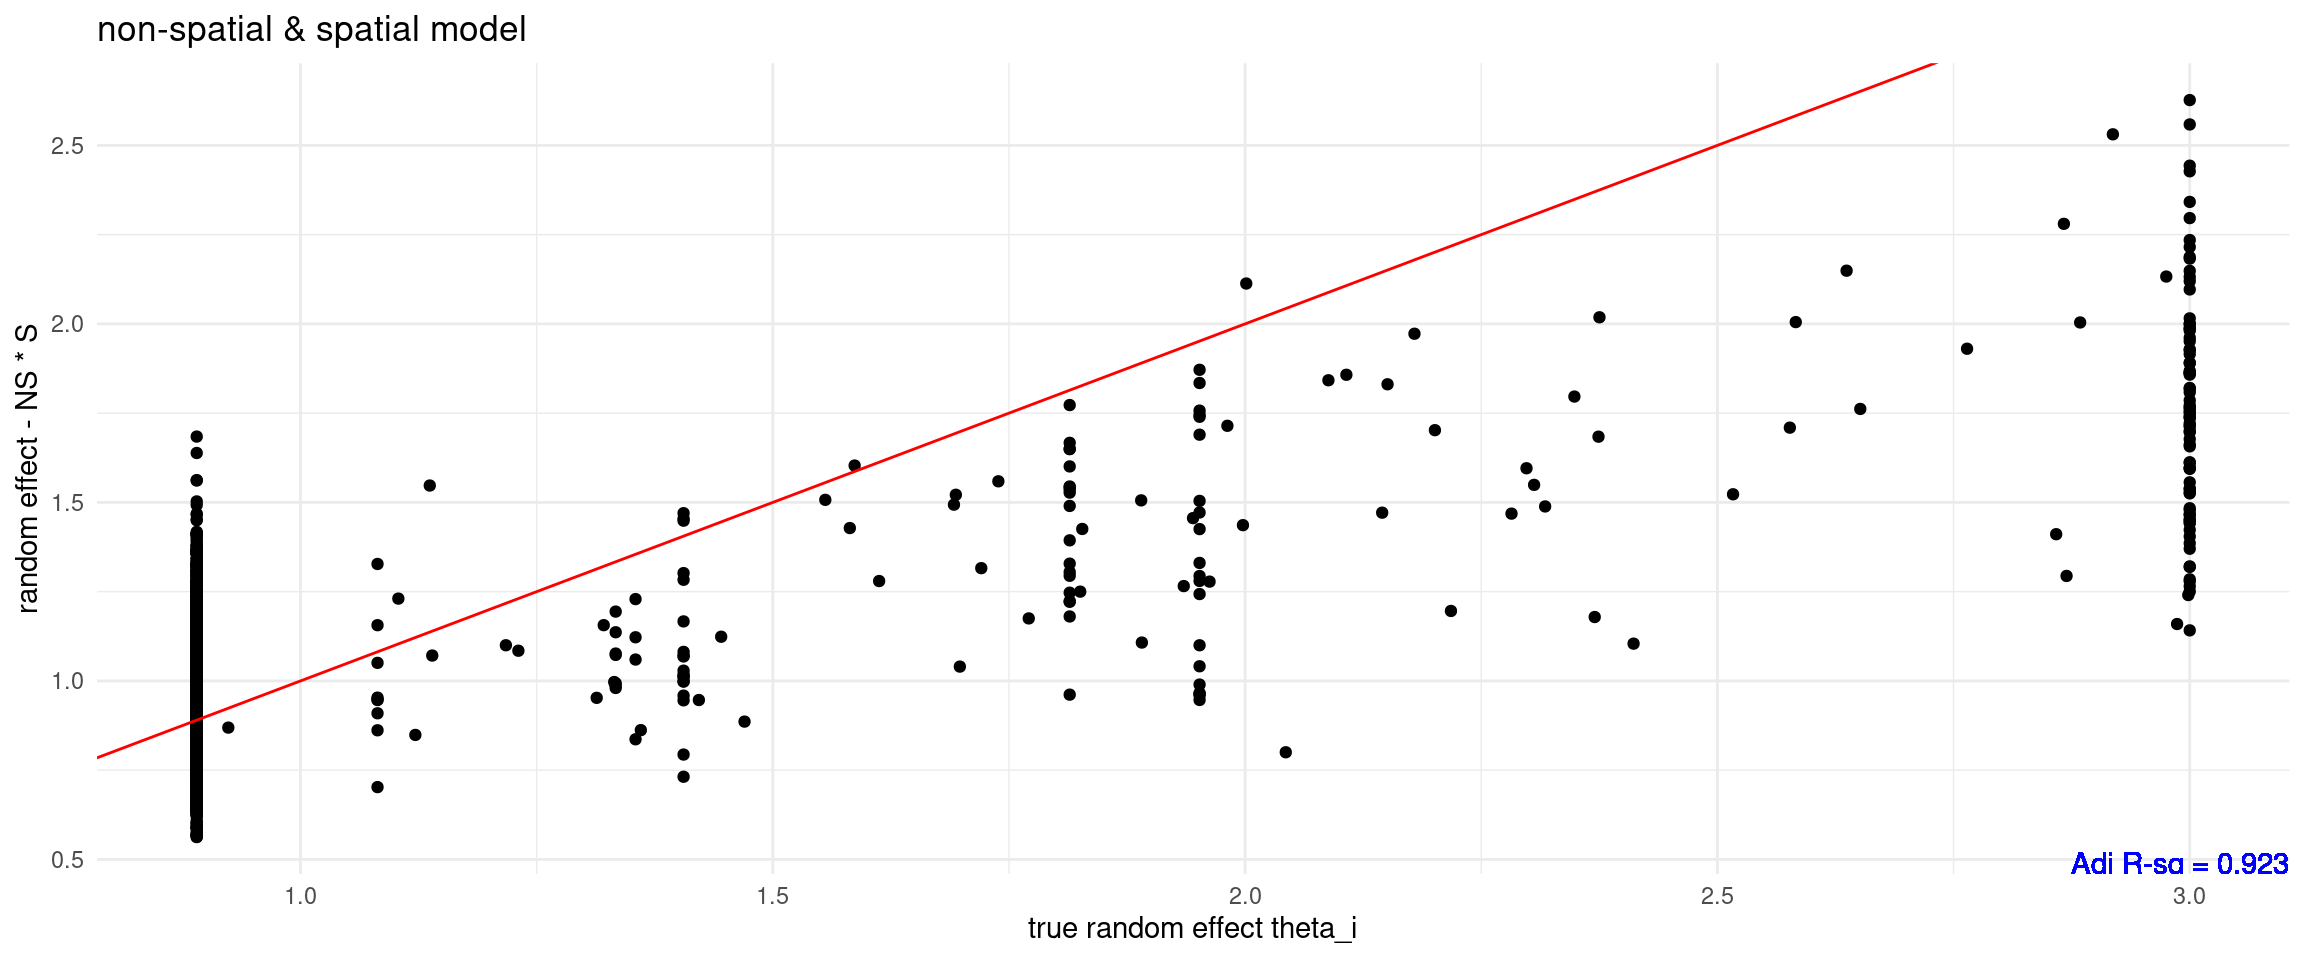 non-spatial & spatial model
random effect - NS * S
2.5
2.0
1.5
1.0
0.5
Adj R-sq = 0.923
1.0 1.5 2.0 2.5 3.0
true random effect theta_i